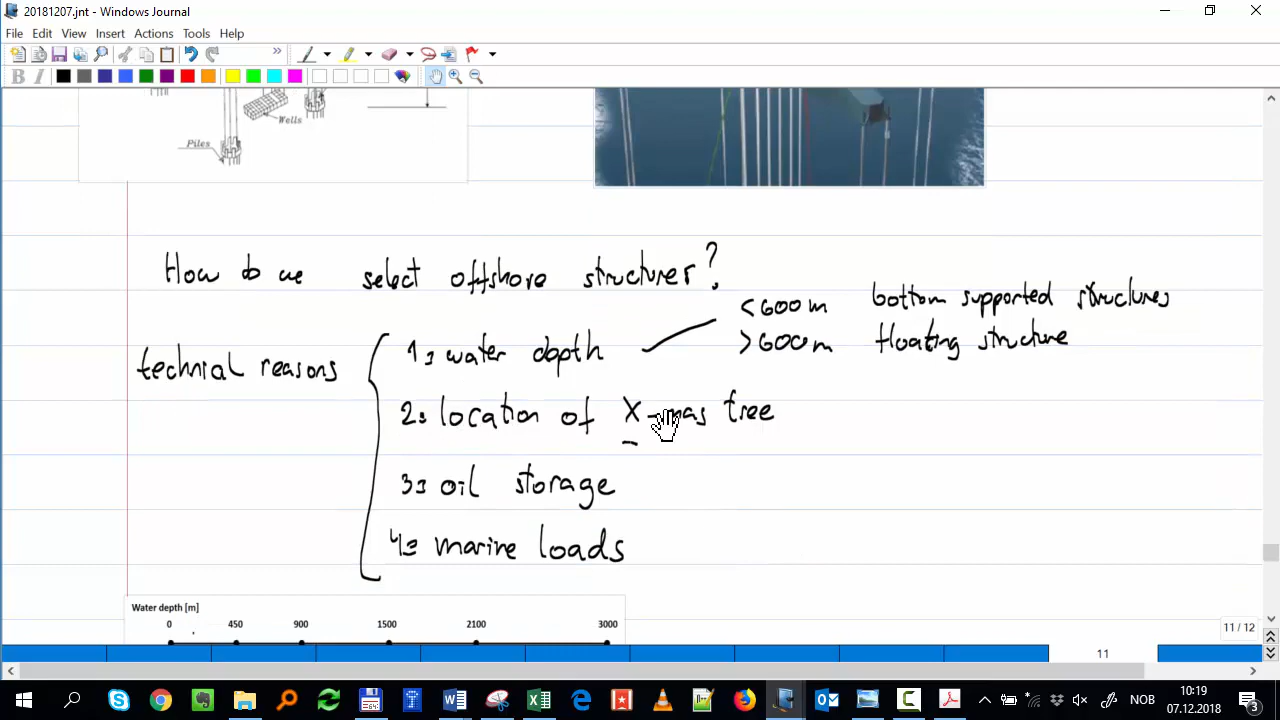 20181207.jnt - Windows Journal
File Edit View Insert Actions Tools Help
B I
Wells
Piles
How do we select offshore structures?
<600m bottom supported structures
technical reasons
1: water depth
>600m floating structure
2: location of X-mas tree
3: oil storage
4: marine loads
Water depth [m]
0 450 900 1500 2100 3000
11 / 12
11
NOB
10:19
07.12.2018
3